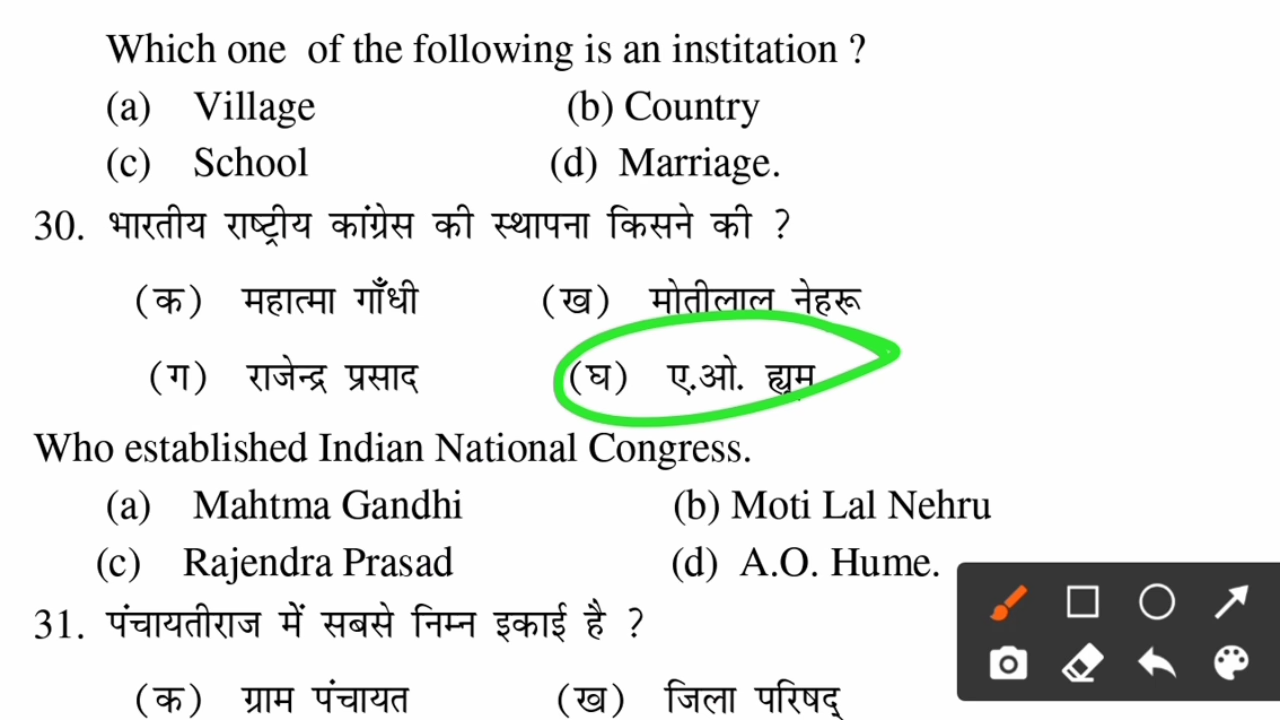 Which one of the following is an institation ?
(a) Village (b) Country
(c) School (d) Marriage.
30. भारतीय राष्ट्रीय कांग्रेस की स्थापना किसने की ?
(क) महात्मा गाँधी (ख) मोतीलाल नेहरू
(ग) राजेन्द्र प्रसाद (घ) ए.ओ. ह्यूम
Who established Indian National Congress.
(a) Mahtma Gandhi (b) Moti Lal Nehru
(c) Rajendra Prasad (d) A.O. Hume.
31. पंचायतीराज में सबसे निम्न इकाई है ?
(क) ग्राम पंचायत (ख) जिला परिषद्